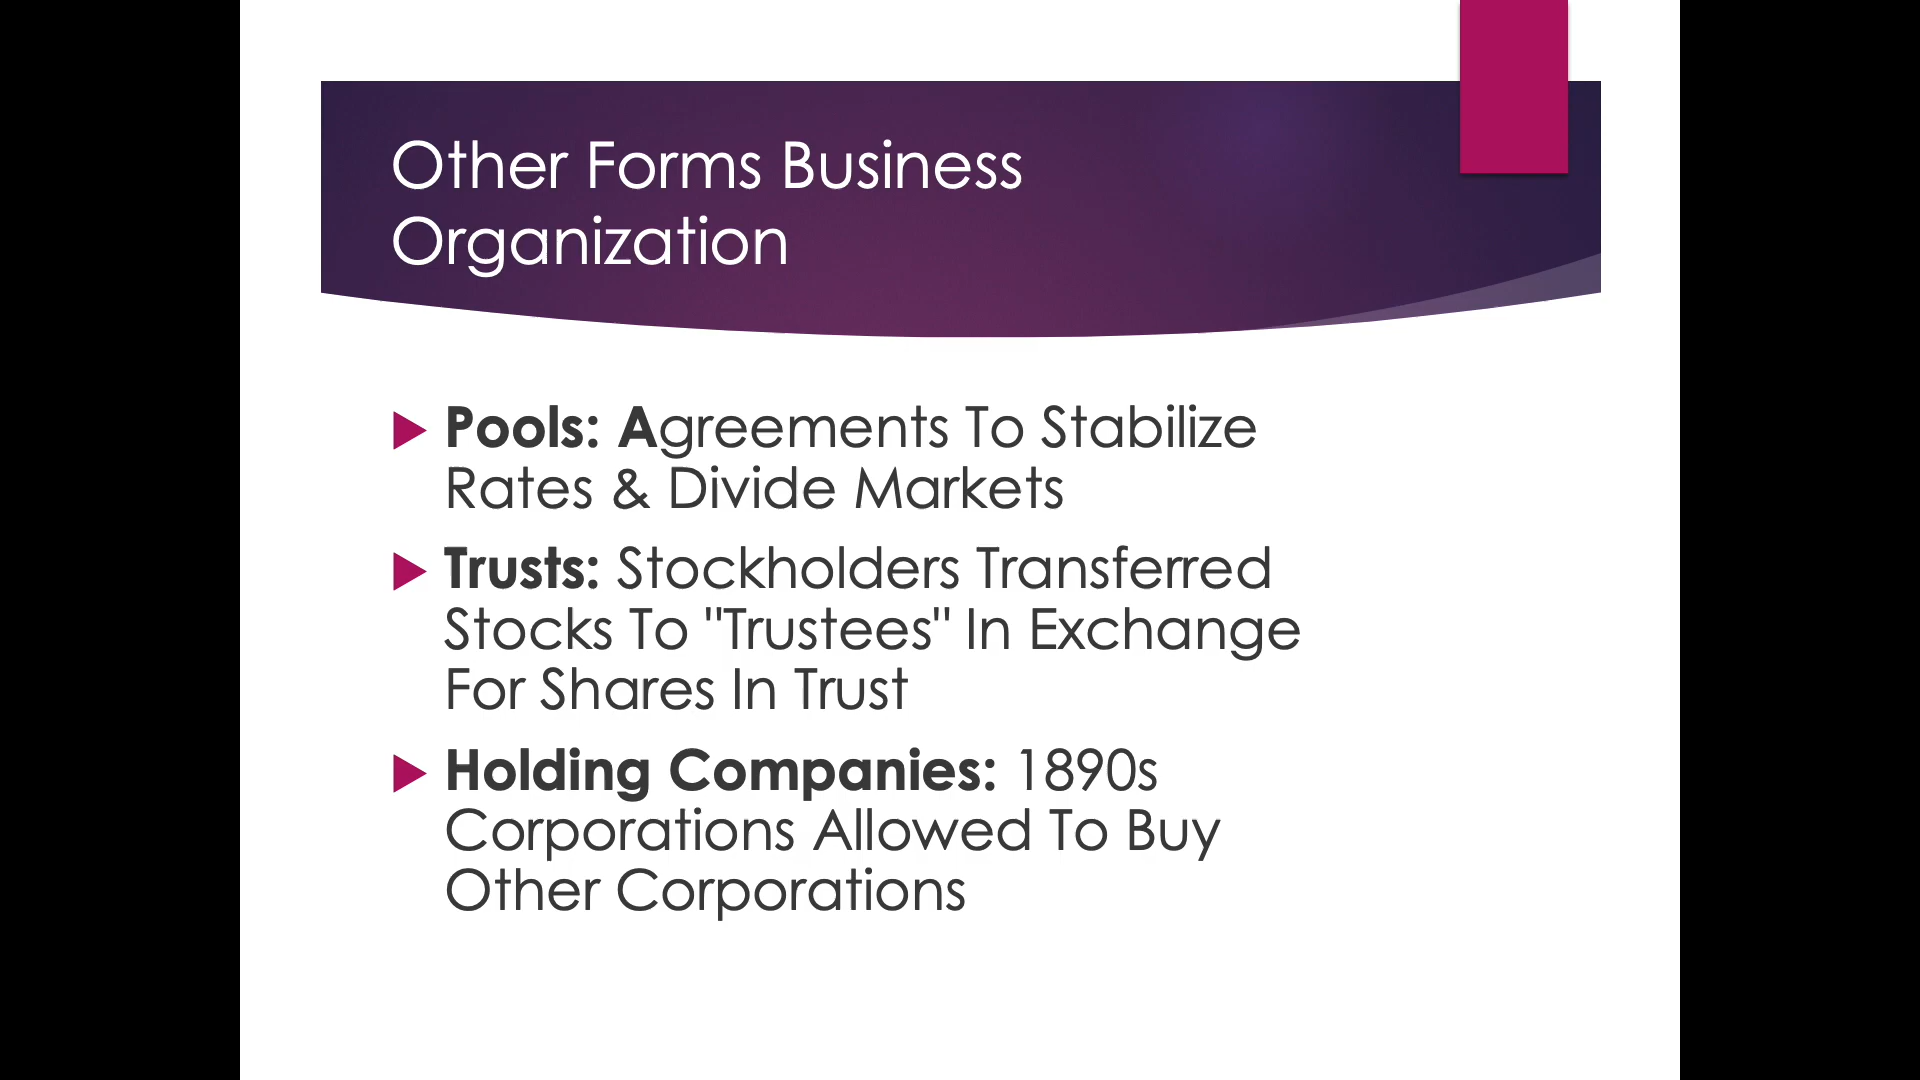 Other Forms Business
Organization
Pools: Agreements To Stabilize
Rates & Divide Markets
Trusts: Stockholders Transferred
Stocks To "Trustees" In Exchange
For Shares In Trust
Holding Companies: 1890s
Corporations Allowed To Buy
Other Corporations